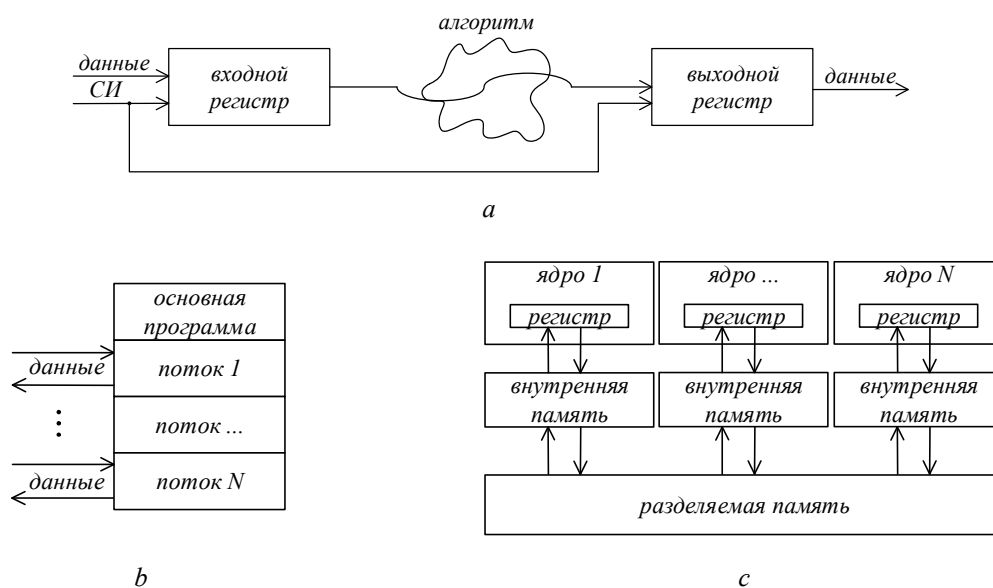 алгоритм
данные
СИ
входной
регистр
выходной
регистр
данные
a
основная
программа
данные
поток 1
поток ...
данные
поток N
b
ядро 1
регистр
ядро ...
регистр
ядро N
регистр
внутренняя
память
внутренняя
память
внутренняя
память
разделяемая память
c